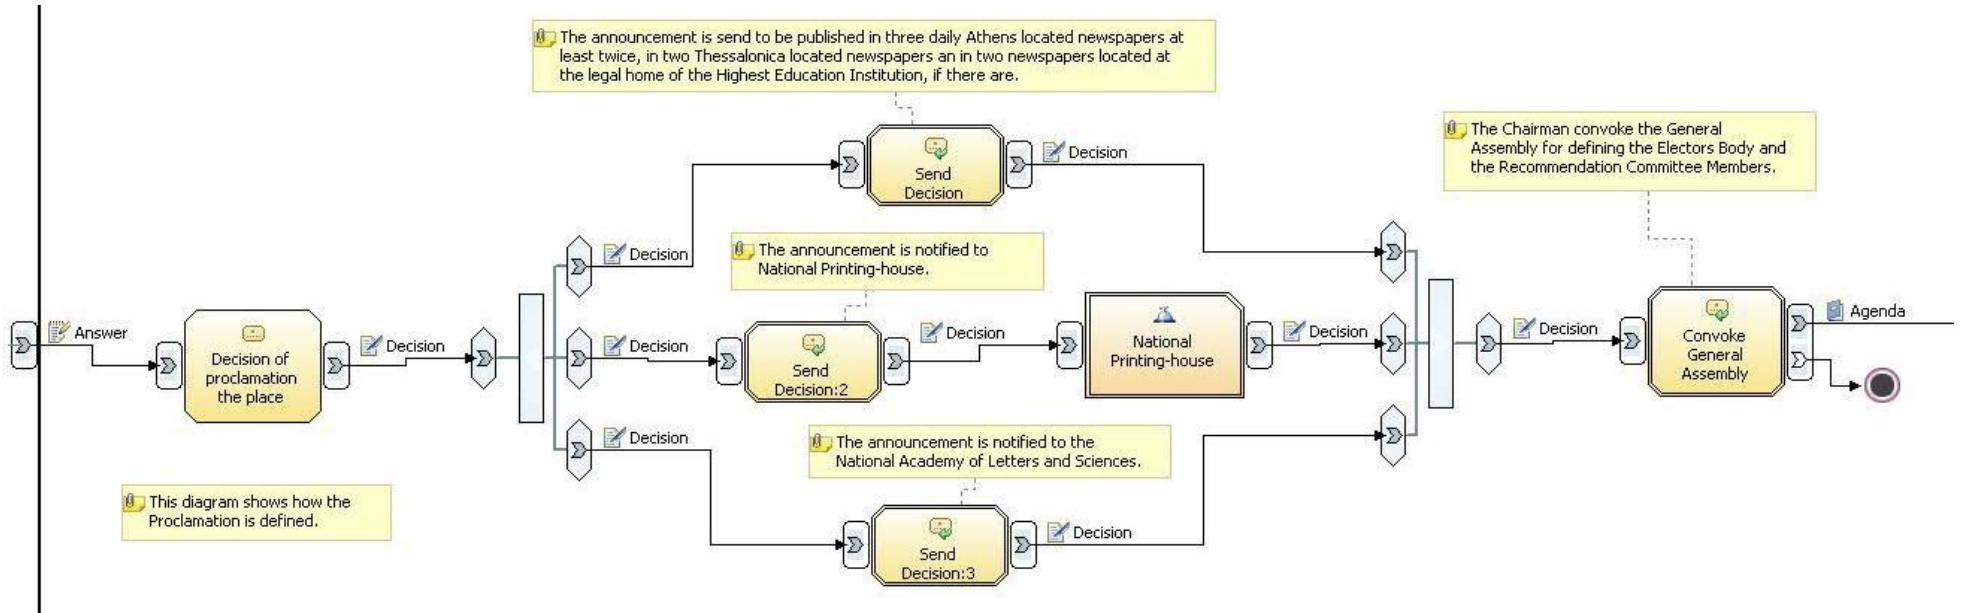 The announcement is send to be published in three daily Athens located newspapers at
least twice, in two Thessalonica located newspapers an in two newspapers located at
the legal home of the Highest Education Institution, if there are.
The Chairman convoke the General
Assembly for defining the Electors Body and
the Recommendation Committee Members.
Send
Decision
Decision
Decision
The announcement is notified to
National Printing-house.
Answer
Decision of
proclamation
the place
Decision
Decision
Send
Decision:2
Decision
National
Printing-house
Decision
Decision
Convoke
General
Assembly
Agenda
Decision
The announcement is notified to the
National Academy of Letters and Sciences.
Send
Decision:3
Decision
This diagram shows how the
Proclamation is defined.